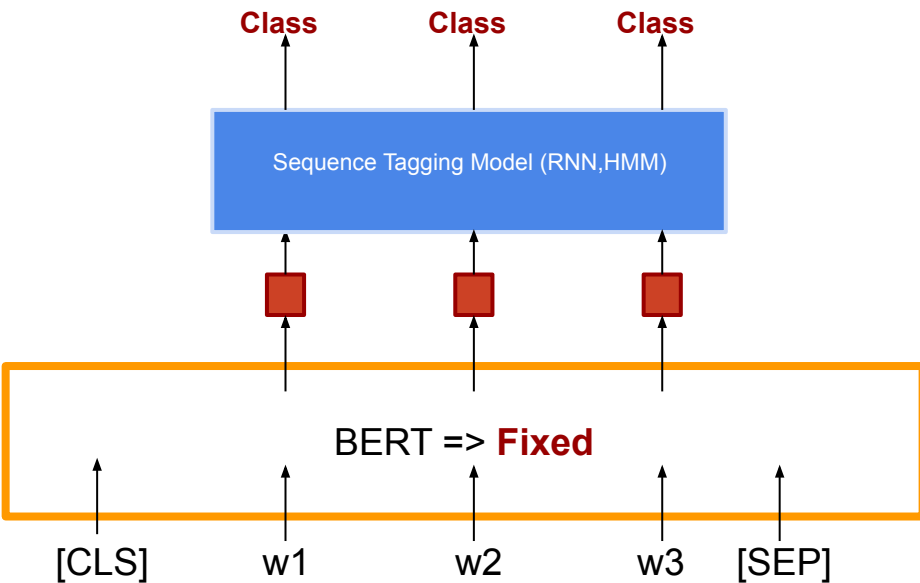 Class Class Class
Sequence Tagging Model (RNN,HMM)
BERT => Fixed
[CLS] w1 w2 w3 [SEP]